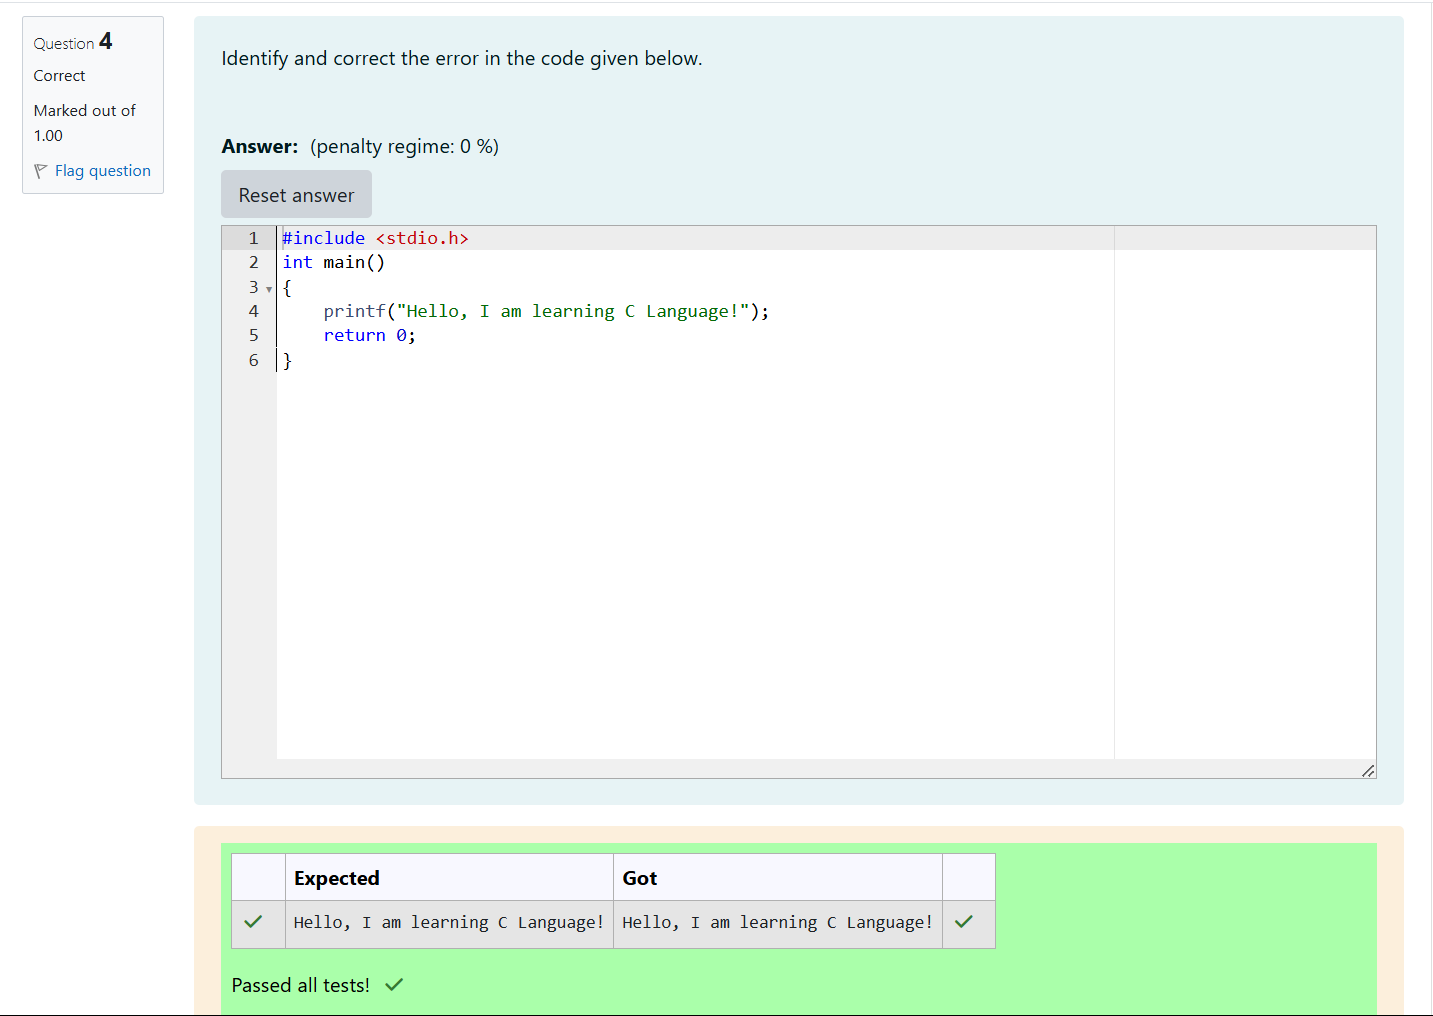 Question 4
Correct
Marked out of
1.00
Flag question
Identify and correct the error in the code given below.
Answer: (penalty regime: 0 %)
Reset answer
1 #include <stdio.h>
2 int main()
3 {
4     printf("Hello, I am learning C Language!");
5     return 0;
6 }
Expected Got
Hello, I am learning C Language! Hello, I am learning C Language!
Passed all tests!